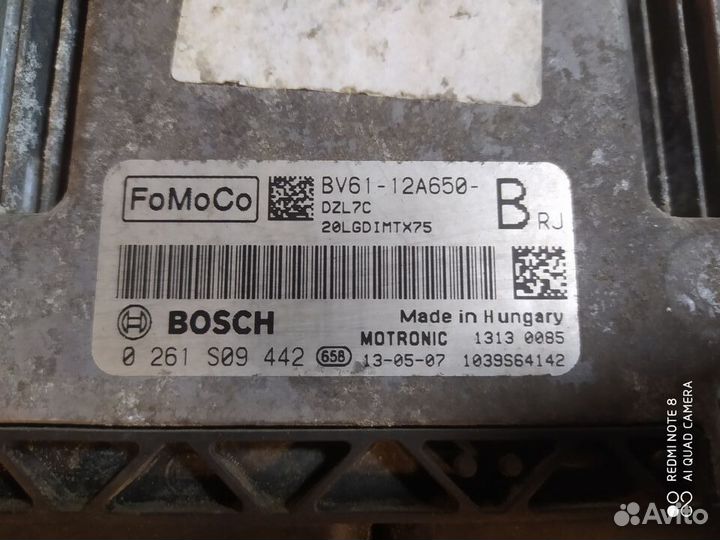 FoMoCo
BV61-12A650-
DZL7C
20LGDIMTX75
B RJ
BOSCH
Made in Hungary
MOTRONIC 1313 0085
0 261 S09 442 658 13-05-07 1039S64142
REDMI NOTE 8
AI QUAD CAMERA
Avito